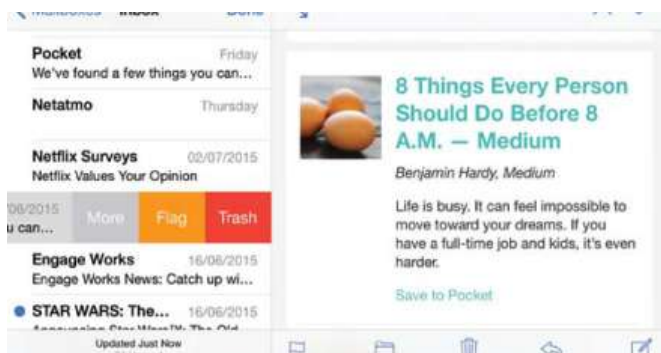 Mailboxes Inbox Done
Pocket Friday
We've found a few things you can...
Netatmo Thursday
Netflix Surveys 02/07/2015
Netflix Values Your Opinion
06/2015 More Flag Trash
u can...
Engage Works 16/06/2015
Engage Works News: Catch up wi...
STAR WARS: The... 16/06/2015
Updated Just Now
8 Things Every Person
Should Do Before 8
A.M. — Medium
Benjamin Hardy, Medium
Life is busy. It can feel impossible to
move toward your dreams. If you
have a full-time job and kids, it's even
harder.
Save to Pocket